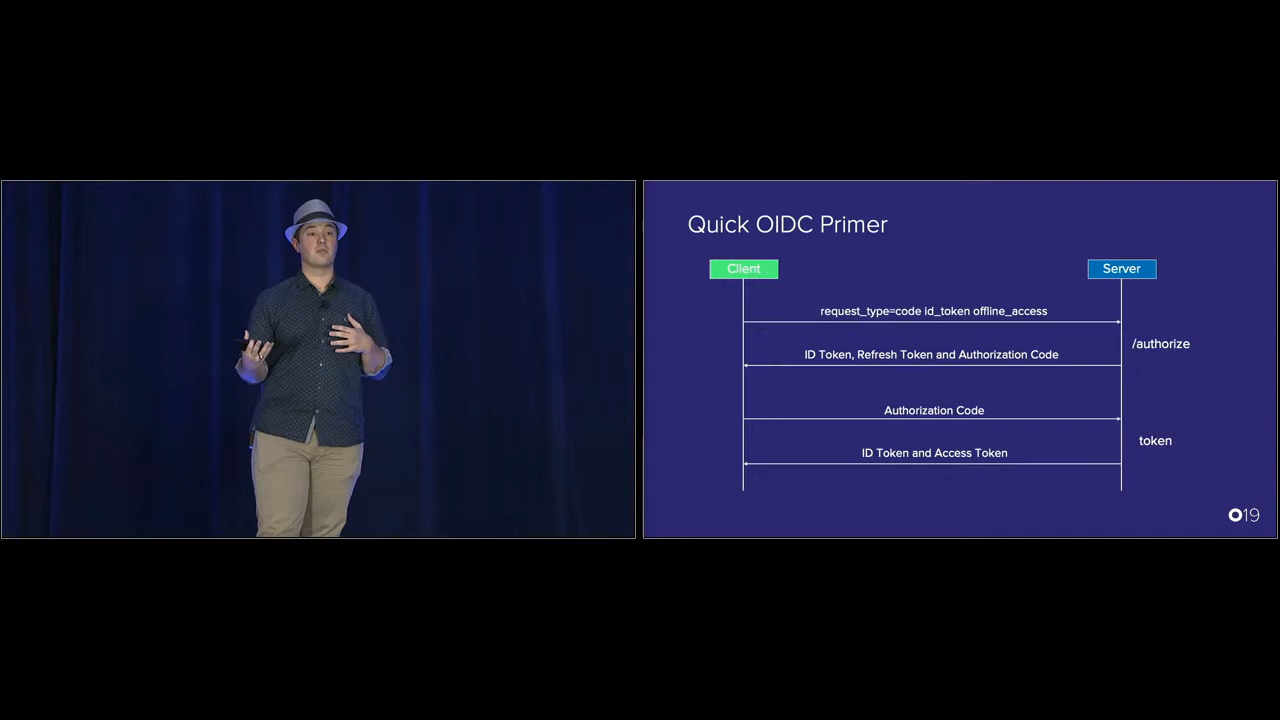 Quick OIDC Primer
Client
Server
request_type=code id_token offline_access
/authorize
ID Token, Refresh Token and Authorization Code
Authorization Code
token
ID Token and Access Token
O19